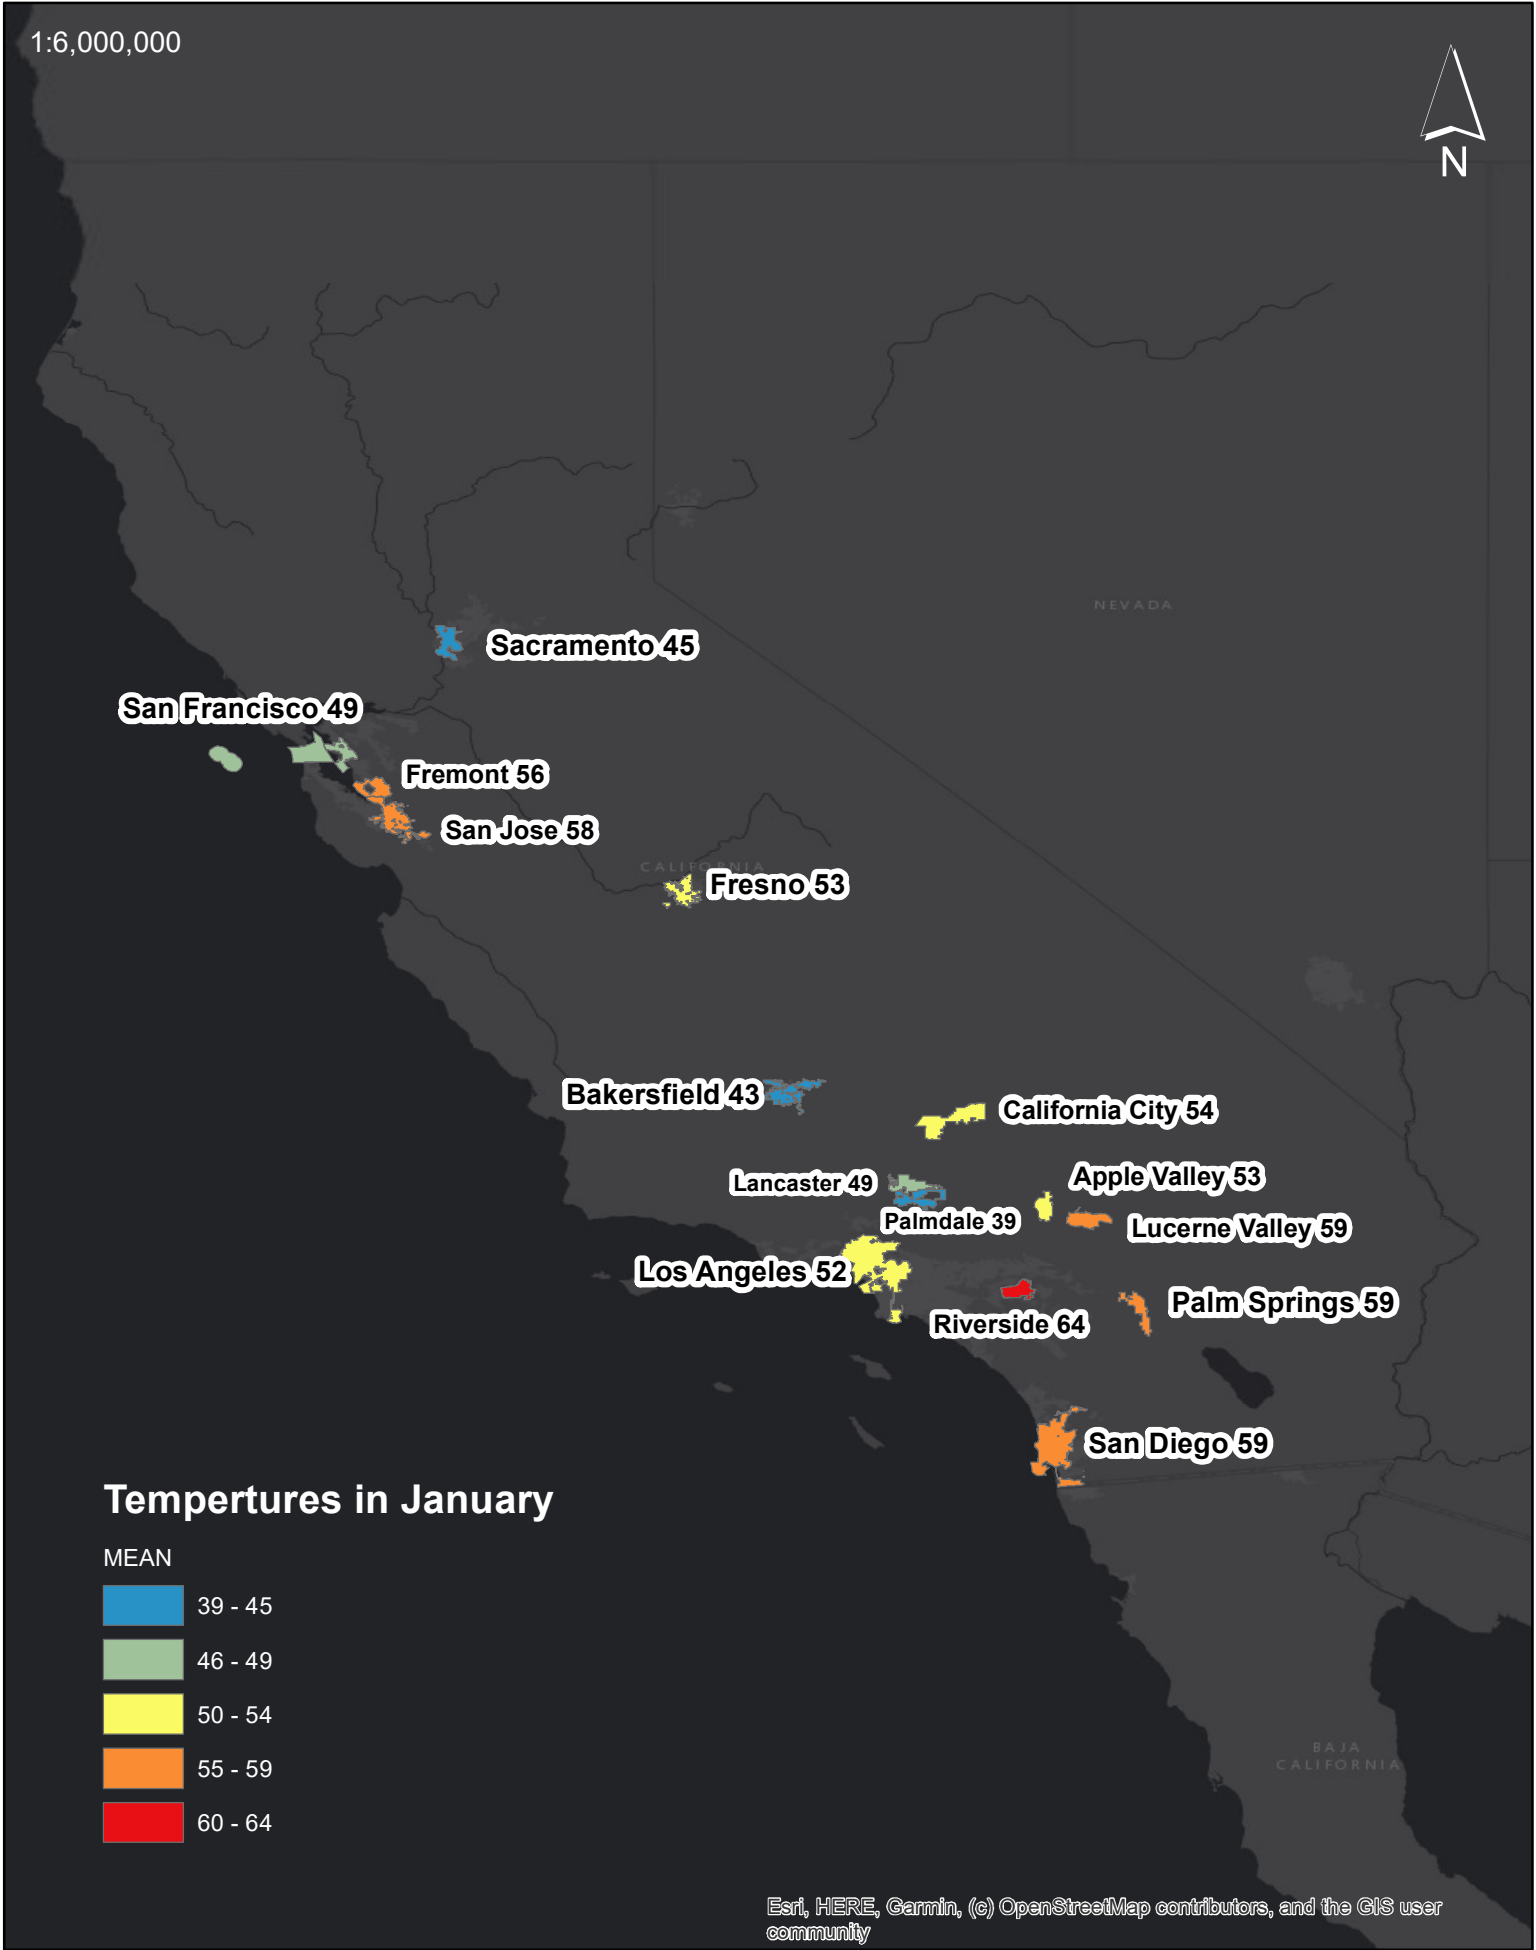 1:6,000,000
N
NEVADA
Sacramento 45
San Francisco 49
Fremont 56
San Jose 58
CALIFORNIA
Fresno 53
Bakersfield 43
California City 54
Lancaster 49
Apple Valley 53
Palmdale 39
Lucerne Valley 59
Los Angeles 52
Palm Springs 59
Riverside 64
San Diego 59
Tempertures in January
MEAN
39 - 45
46 - 49
50 - 54
55 - 59
60 - 64
BAJA
CALIFORNIA
Esri, HERE, Garmin, (c) OpenStreetMap contributors, and the GIS user
community